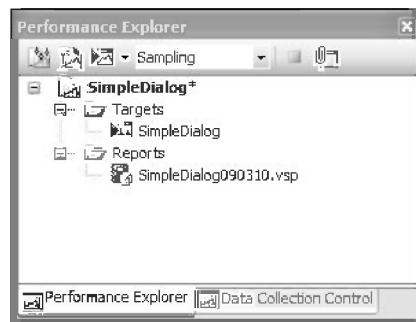 Performance Explorer
Sampling
SimpleDialog*
Targets
SimpleDialog
Reports
SimpleDialog090310.vsp
Performance Explorer Data Collection Control